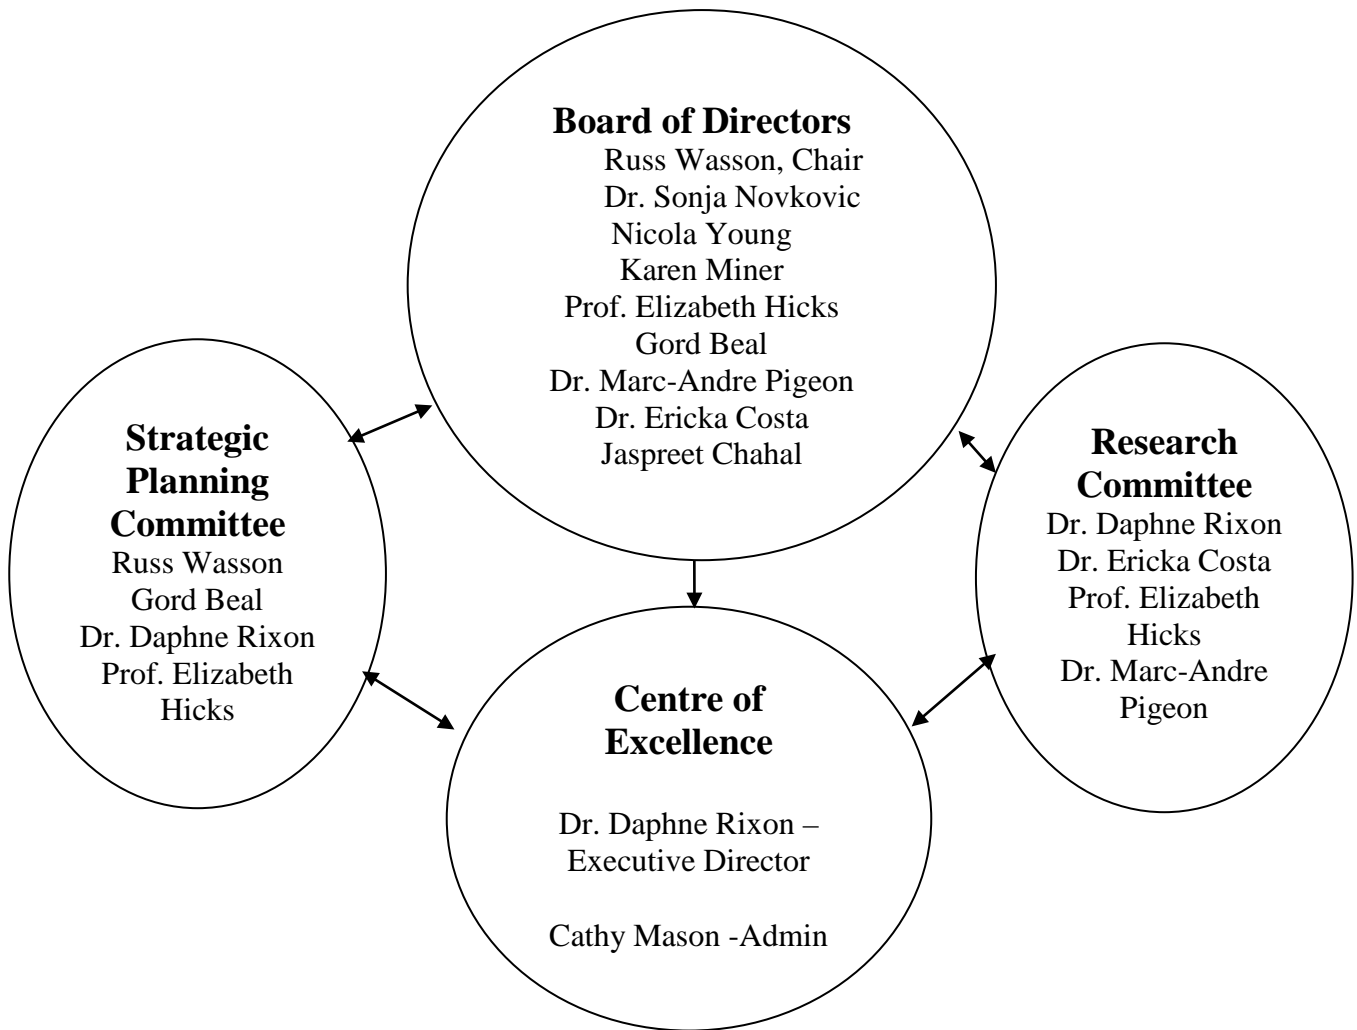 Board of Directors
Russ Wasson, Chair
Dr. Sonja Novkovic
Nicola Young
Karen Miner
Prof. Elizabeth Hicks
Gord Beal
Dr. Marc-Andre Pigeon
Dr. Ericka Costa
Jaspreet Chahal
Strategic
Planning
Committee
Russ Wasson
Gord Beal
Dr. Daphne Rixon
Prof. Elizabeth
Hicks
Research
Committee
Dr. Daphne Rixon
Dr. Ericka Costa
Prof. Elizabeth
Hicks
Dr. Marc-Andre
Pigeon
Centre of
Excellence
Dr. Daphne Rixon –
Executive Director
Cathy Mason -Admin